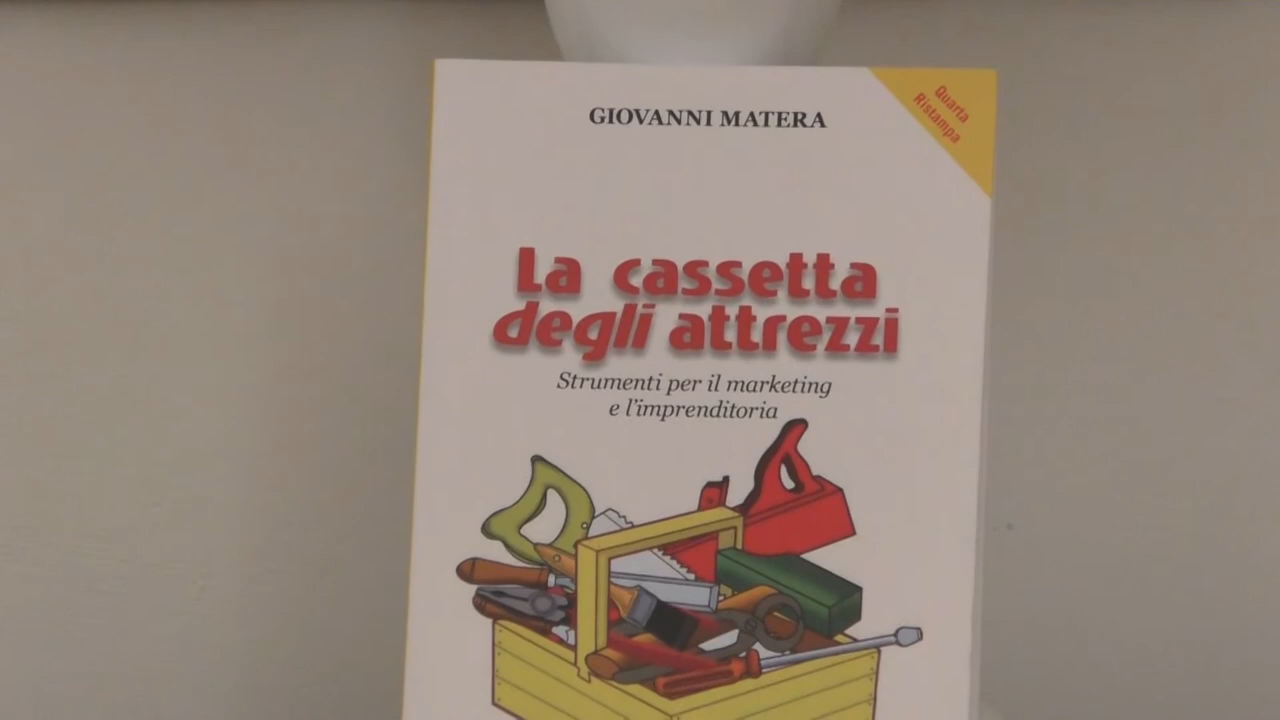 GIOVANNI MATERA
Quarta
Ristampa
La cassetta
degli attrezzi
Strumenti per il marketing
e l'imprenditoria